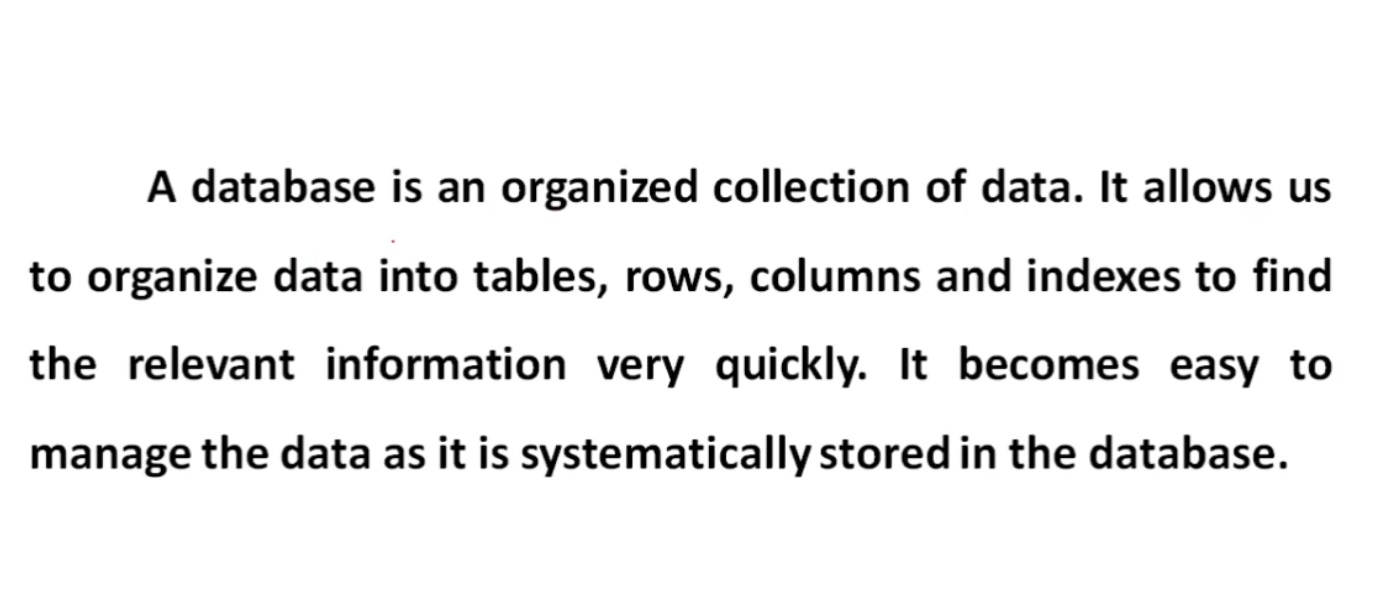 A database is an organized collection of data. It allows us
to organize data into tables, rows, columns and indexes to find
the relevant information very quickly. It becomes easy to
manage the data as it is systematically stored in the database.